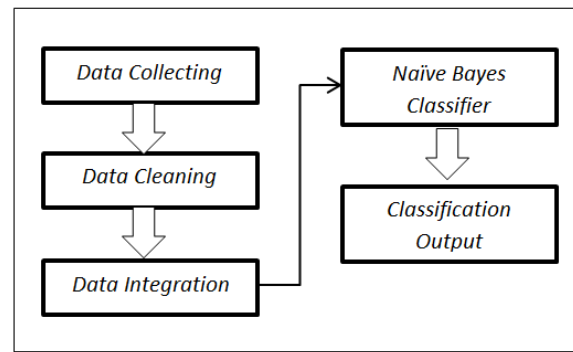 Data Collecting
Data Cleaning
Data Integration
Naïve Bayes
Classifier
Classification
Output